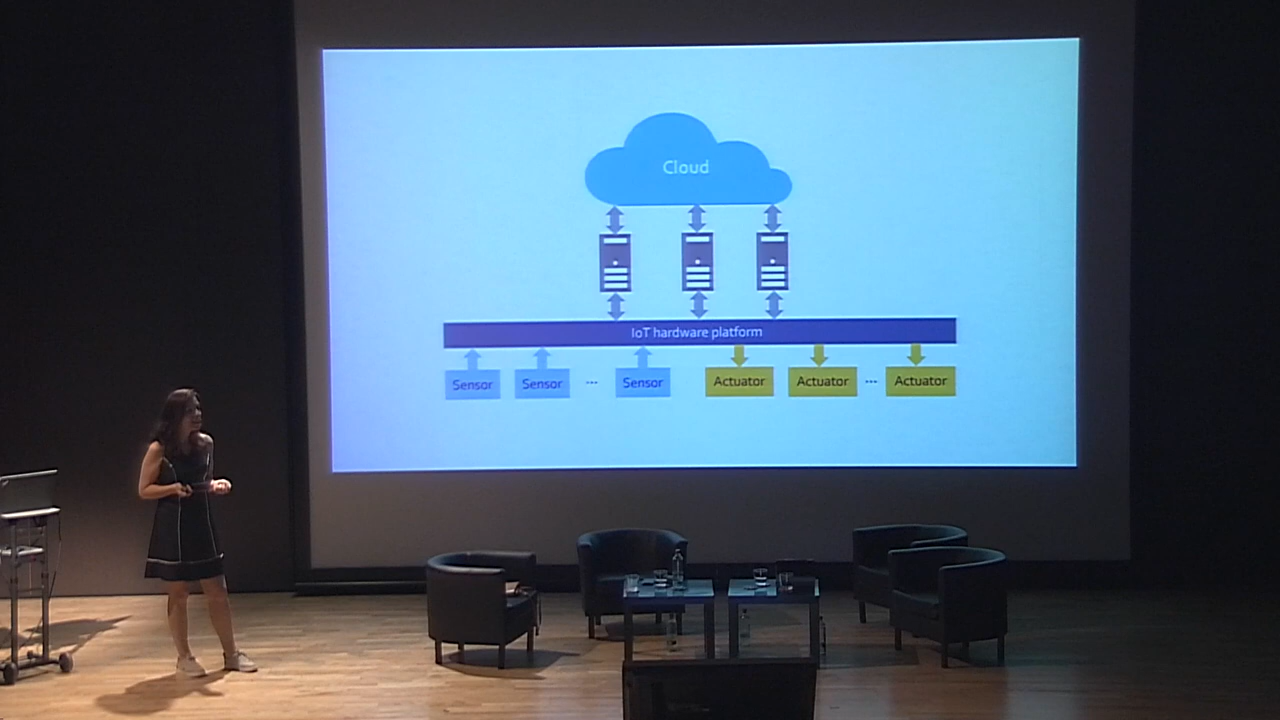 Cloud
IoT hardware platform
Sensor Sensor ... Sensor Actuator Actuator ... Actuator